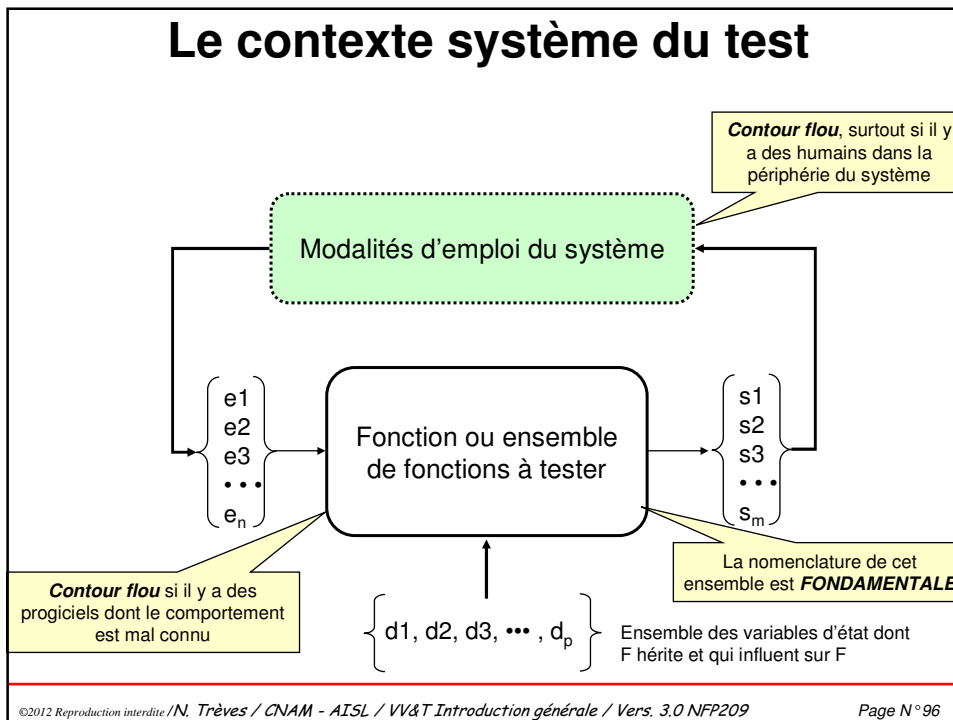 Le contexte système du test
Contour flou, surtout si il y
a des humains dans la
périphérie du système
Modalités d'emploi du système
e1
e2
e3
• • •
en
Fonction ou ensemble
de fonctions à tester
s1
s2
s3
• • •
sm
Contour flou si il y a des
progiciels dont le comportement
est mal connu
La nomenclature de cet
ensemble est FONDAMENTALE
d1, d2, d3, ••• , dp
Ensemble des variables d'état dont
F hérite et qui influent sur F
©2012 Reproduction interdite / N. Trèves / CNAM - AISL / VV&T Introduction générale / Vers. 3.0 NFP209 Page N° 96